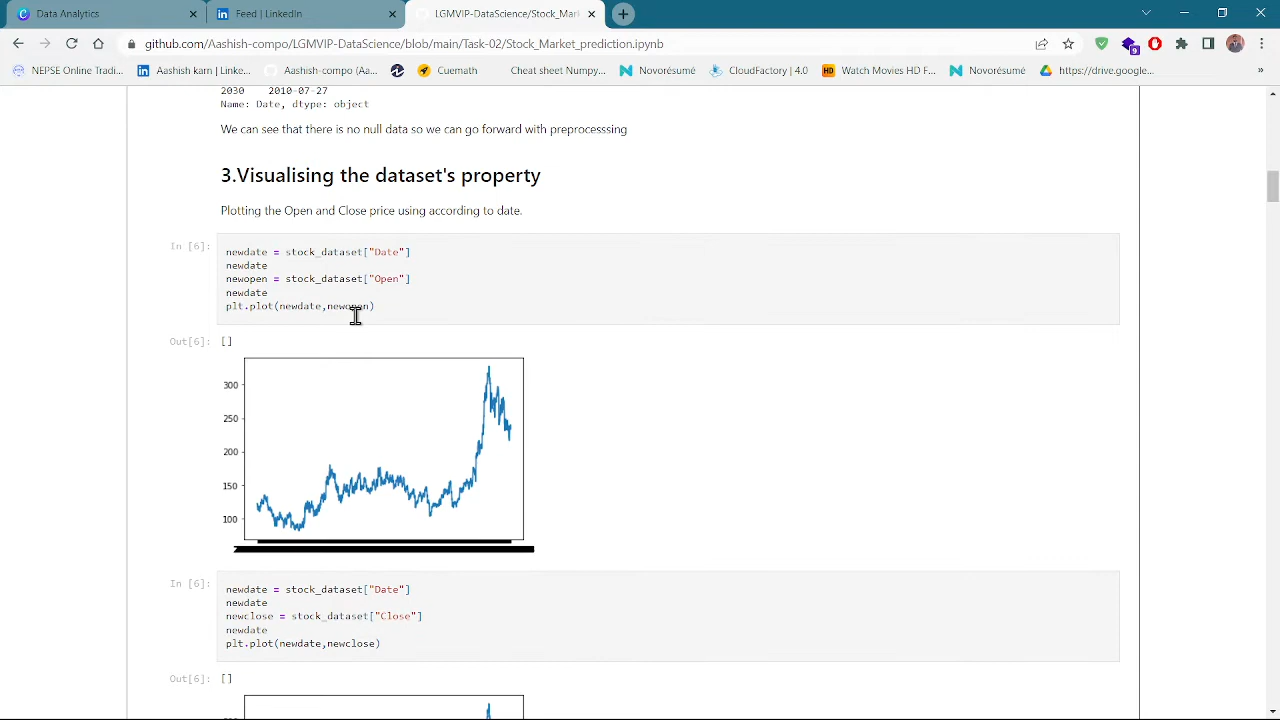 Data Analytics
Feed | LinkedIn
LGMVIP-DataScience/Stock_Mark
github.com/Aashish-compo/LGMVIP-DataScience/blob/main/Task-02/Stock_Market_prediction.ipynb
9
NEPSE Online Tradi...
Aashish karn | Linke...
Aashish-compo (Aa...
Cuemath
Cheat sheet Numpy...
Novorésumé
CloudFactory | 4.0
HD
Watch Movies HD F...
Novorésumé
https://drive.google...
2030 2010-07-27
Name: Date, dtype: object
We can see that there is no null data so we can go forward with preprocesssing
3.Visualising the dataset's property
Plotting the Open and Close price using according to date.
In [6]:
newdate = stock_dataset["Date"]
newdate
newopen = stock_dataset["Open"]
newdate
plt.plot(newdate,newopen)
Out[6]: []
300
250
200
150
100
In [6]:
newdate = stock_dataset["Date"]
newdate
newclose = stock_dataset["Close"]
newdate
plt.plot(newdate,newclose)
Out[6]: []